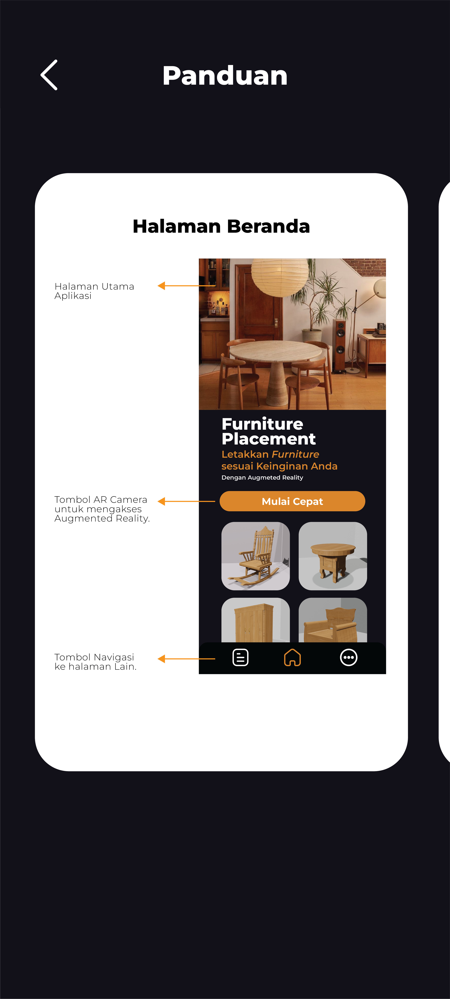 Panduan
Halaman Beranda
Halaman Utama
Aplikasi
Furniture
Placement
Letakkan Furniture
sesuai Keinginan Anda
Dengan Augmeted Reality
Tombol AR Camera
untuk mengakses
Augmented Reality.
Mulai Cepat
Tombol Navigasi
ke halaman Lain.